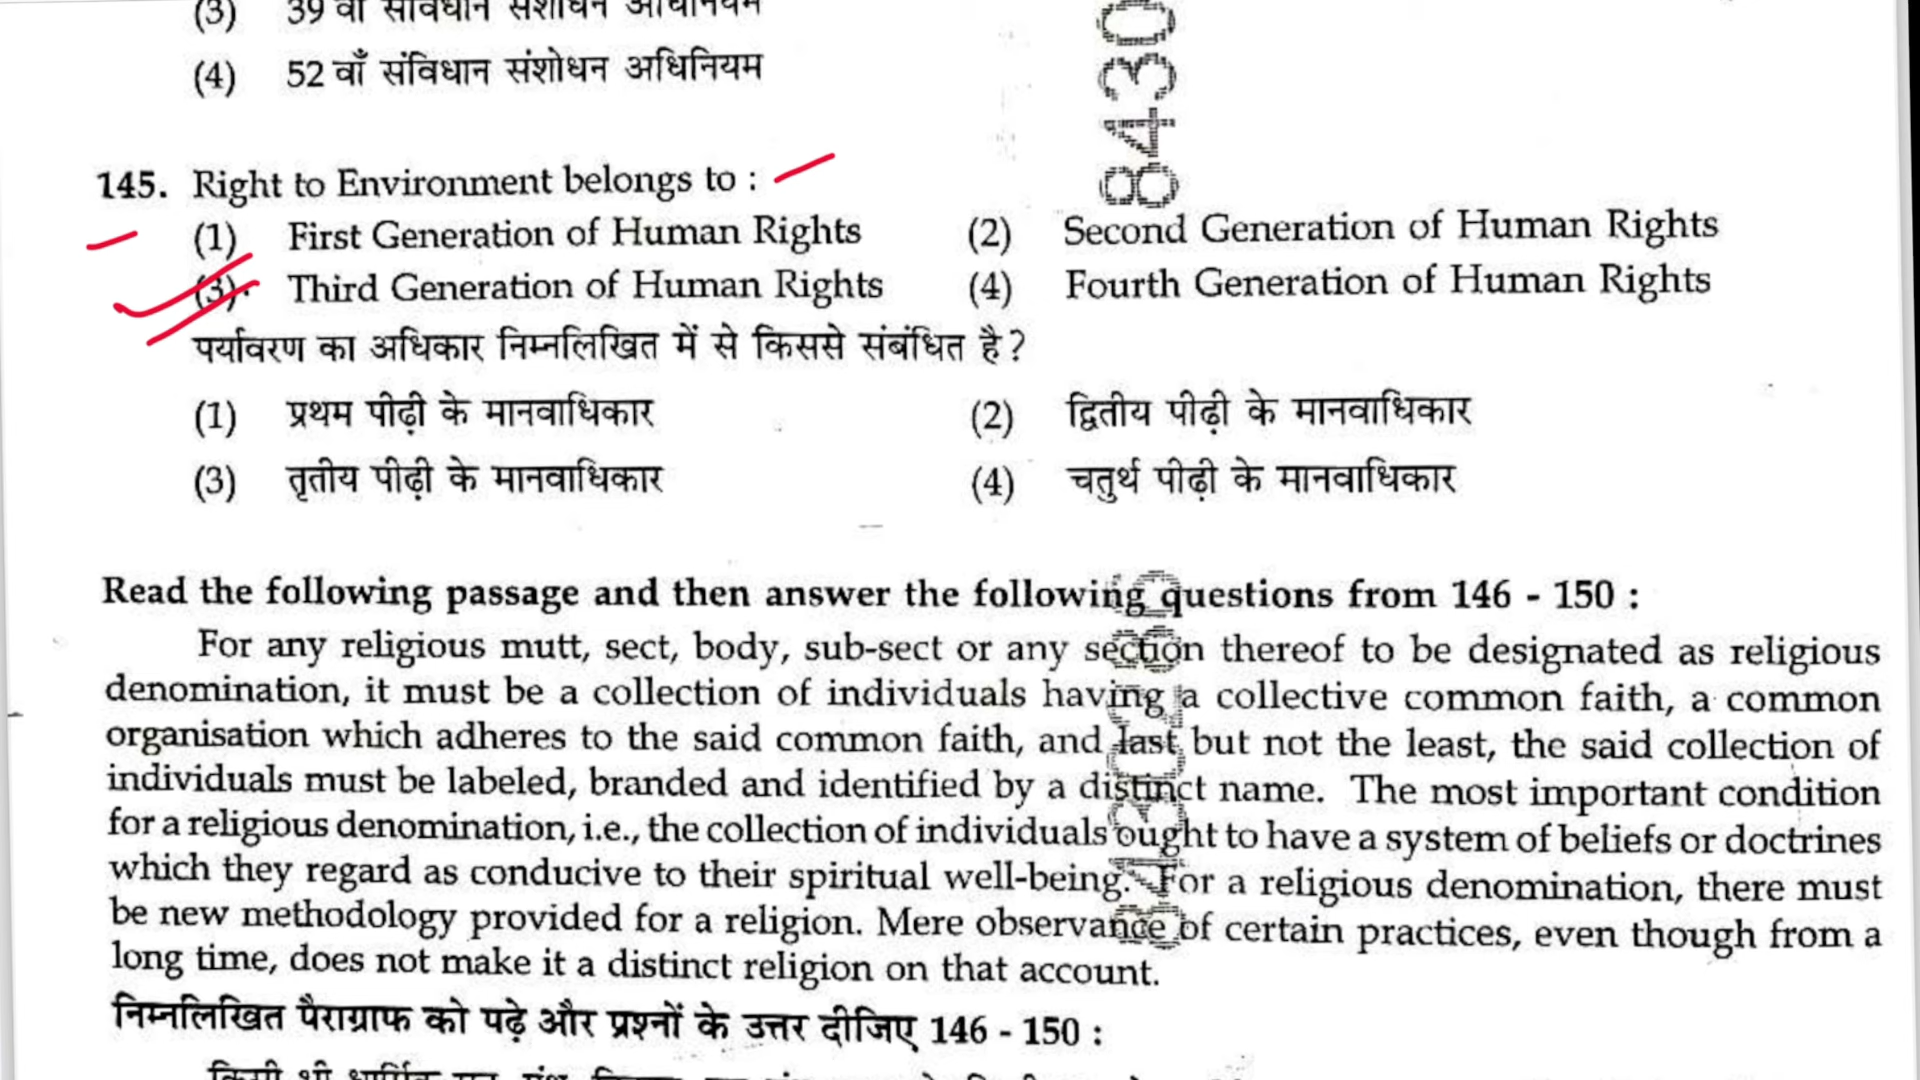 (3) 39 वाँ संविधान संशोधन अधिनियम
(4) 52 वाँ संविधान संशोधन अधिनियम
8430
145. Right to Environment belongs to :
(1) First Generation of Human Rights (2) Second Generation of Human Rights
(3) Third Generation of Human Rights (4) Fourth Generation of Human Rights
पर्यावरण का अधिकार निम्नलिखित में से किससे संबंधित है ?
(1) प्रथम पीढ़ी के मानवाधिकार (2) द्वितीय पीढ़ी के मानवाधिकार
(3) तृतीय पीढ़ी के मानवाधिकार (4) चतुर्थ पीढ़ी के मानवाधिकार
Read the following passage and then answer the following questions from 146 - 150 :
For any religious mutt, sect, body, sub-sect or any section thereof to be designated as religious
denomination, it must be a collection of individuals having a collective common faith, a common
organisation which adheres to the said common faith, and last but not the least, the said collection of
individuals must be labeled, branded and identified by a distinct name. The most important condition
for a religious denomination, i.e., the collection of individuals ought to have a system of beliefs or doctrines
which they regard as conducive to their spiritual well-being. For a religious denomination, there must
be new methodology provided for a religion. Mere observance of certain practices, even though from a
long time, does not make it a distinct religion on that account.
निम्नलिखित पैराग्राफ को पढ़े और प्रश्नों के उत्तर दीजिए 146 - 150 :
किसी भी धार्मिक